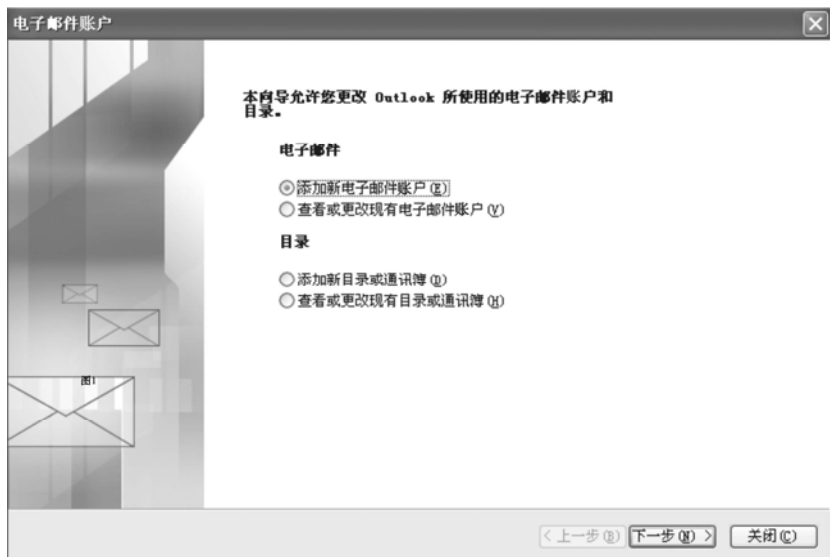 电子邮件账户
本向导允许您更改 Outlook 所使用的电子邮件账户和
目录。
电子邮件
添加新电子邮件账户(E)
查看或更改现有电子邮件账户(V)
目录
添加新目录或通讯簿(D)
查看或更改现有目录或通讯簿(H)
图1
< 上一步(B) 下一步(N) > 关闭(C)